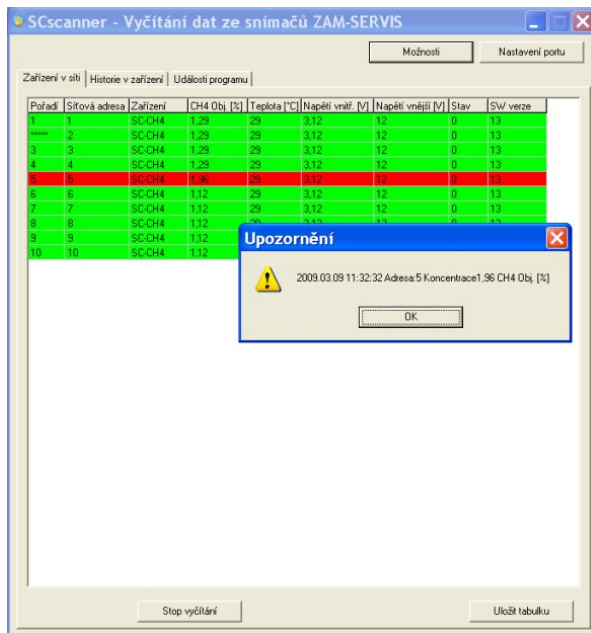 SCscanner - Vyčítání dat ze snímačů ZAM-SERVIS
Možnosti Nastavení portu
Zařízení v síti Historie v zařízení Události programu
Pořadí Síťová adresa Zařízení CH4 Obj. [%] Teplota [°C] Napětí vnitř. [V] Napětí vnější [V] Stav SW verze
1 1 SC-CH4 1,29 29 3,12 12 0 13
***** 2 SC-CH4 1,29 29 3,12 12 0 13
3 3 SC-CH4 1,29 29 3,12 12 0 13
4 4 SC-CH4 1,29 29 3,12 12 0 13
5 5 SC-CH4 1,96 29 3,12 12 0 13
6 6 SC-CH4 1,12 29 3,12 12 0 13
7 7 SC-CH4 1,12 29 3,12 12 0 13
8 8 SC-CH4 1,12
9 9 SC-CH4 1,12
10 10 SC-CH4 1,12
Upozornění
2009.03.09 11:32:32 Adresa:5 Koncentrace1,96 CH4 Obj. [%]
OK
Stop vyčítání Uložit tabulku